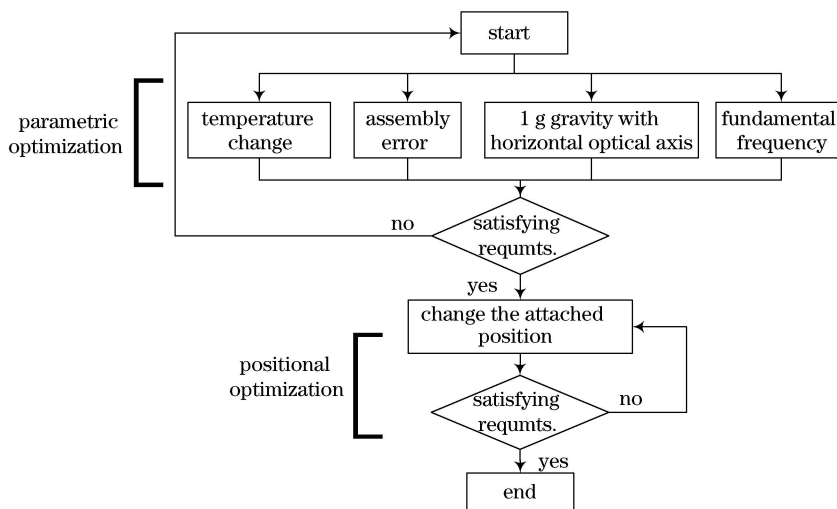 start
parametric
optimization
temperature
change
assembly
error
1 g gravity with
horizontal optical axis
fundamental
frequency
no
satisfying
requmts.
yes
change the attached
position
positional
optimization
satisfying
requmts.
no
yes
end